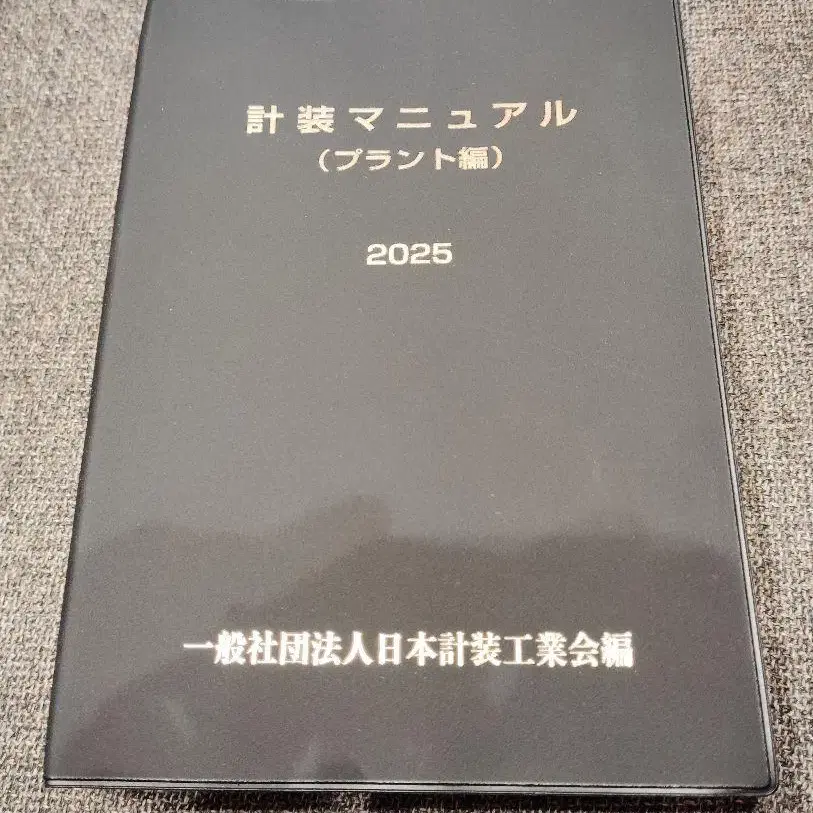 計装マニュアル
（プラント編）
2025
一般社団法人日本計装工業会編